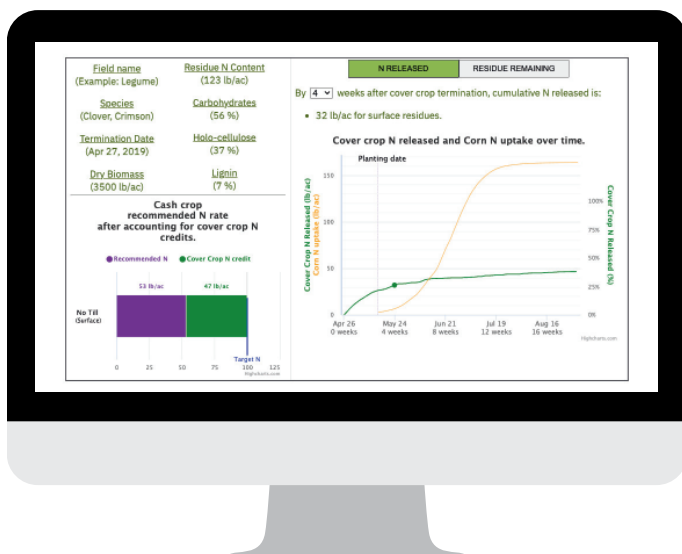 Field name
(Example: Legume)
Residue N Content
(123 lb/ac)
Species
(Clover, Crimson)
Carbohydrates
(56 %)
Termination Date
(Apr 27, 2019)
Holo-cellulose
(37 %)
Dry Biomass
(3500 lb/ac)
Lignin
(7 %)
Cash crop
recommended N rate
after accounting for cover crop N
credits.
Recommended N
Cover Crop N credit
53 lb/ac
47 lb/ac
No Till
(Surface)
Target N
0 25 50 75 100 125
Highcharts.com
N RELEASED
RESIDUE REMAINING
By 4 weeks after cover crop termination, cumulative N released is:
• 32 lb/ac for surface residues.
Cover crop N released and Corn N uptake over time.
Planting date
Cover Crop N Released (lb/ac)
Corn N uptake (lb/ac)
150
100
50
0
100%
75%
50%
25%
0%
Cover Crop N Released (%)
Apr 26 May 24 Jun 21 Jul 19 Aug 16
0 weeks 4 weeks 8 weeks 12 weeks 16 weeks
Highcharts.com